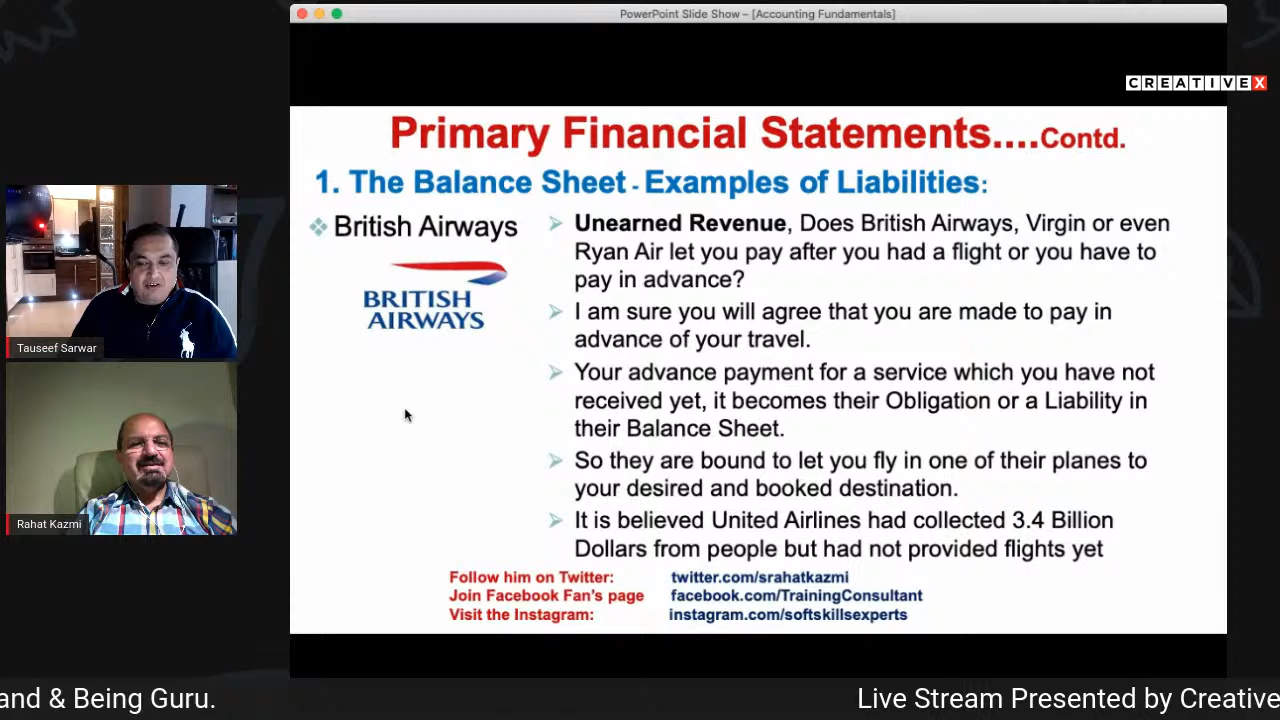 PowerPoint Slide Show – [Accounting Fundamentals]
CREATIVEX
Primary Financial Statements....Contd.
1. The Balance Sheet - Examples of Liabilities:
British Airways
BRITISH
AIRWAYS
Unearned Revenue, Does British Airways, Virgin or even
Ryan Air let you pay after you had a flight or you have to
pay in advance?
I am sure you will agree that you are made to pay in
advance of your travel.
Your advance payment for a service which you have not
received yet, it becomes their Obligation or a Liability in
their Balance Sheet.
So they are bound to let you fly in one of their planes to
your desired and booked destination.
It is believed United Airlines had collected 3.4 Billion
Dollars from people but had not provided flights yet
Follow him on Twitter: twitter.com/srahatkazmi
Join Facebook Fan's page facebook.com/TrainingConsultant
Visit the Instagram: instagram.com/softskillsexperts
Tauseef Sarwar
Rahat Kazmi
and & Being Guru. Live Stream Presented by Creative